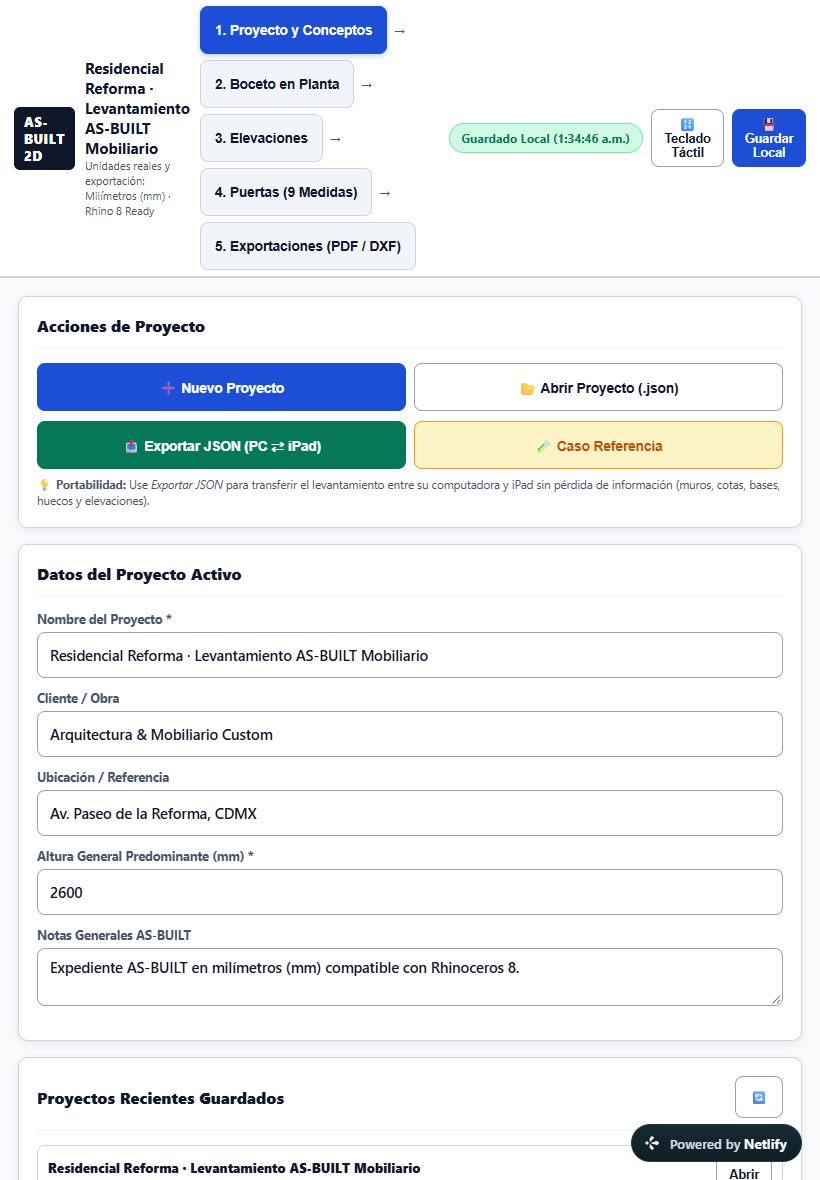 AS-
BUILT
2D
Residencial
Reforma ·
Levantamiento
AS-BUILT
Mobiliario
Unidades reales y
exportación:
Milímetros (mm) ·
Rhino 8 Ready
1. Proyecto y Conceptos →
2. Boceto en Planta →
3. Elevaciones →
4. Puertas (9 Medidas) →
5. Exportaciones (PDF / DXF)
Guardado Local (1:34:46 a.m.)
Teclado
Táctil
Guardar
Local
Acciones de Proyecto
Nuevo Proyecto
Abrir Proyecto (.json)
Exportar JSON (PC ⇄ iPad)
Caso Referencia
Portabilidad: Use Exportar JSON para transferir el levantamiento entre su computadora y iPad sin pérdida de información (muros, cotas, bases,
huecos y elevaciones).
Datos del Proyecto Activo
Nombre del Proyecto *
Residencial Reforma · Levantamiento AS-BUILT Mobiliario
Cliente / Obra
Arquitectura & Mobiliario Custom
Ubicación / Referencia
Av. Paseo de la Reforma, CDMX
Altura General Predominante (mm) *
2600
Notas Generales AS-BUILT
Expediente AS-BUILT en milímetros (mm) compatible con Rhinoceros 8.
Proyectos Recientes Guardados
Powered by Netlify
Residencial Reforma · Levantamiento AS-BUILT Mobiliario
Abrir